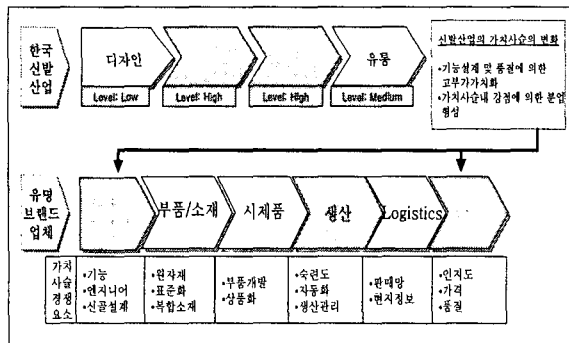 한국
신발
산업
디자인
유통
Level: Low
Level: High
Level: High
Level: Medium
신발산업의 가치사슬의 변화
•기능설계 및 품질에 의한
고부가가치화
•가치사슬내 강점에 의한 분업
형성
유명
브랜드
업체
부품/소재
시제품
생산
Logistics
가치
사슬
경쟁
요소
•기능
•엔지니어
•신골설계
•원자재
•표준화
•복합소재
•부품개발
•상품화
•숙련도
•자동화
•생산관리
•판매망
•현지정보
•인지도
•가격
•품질